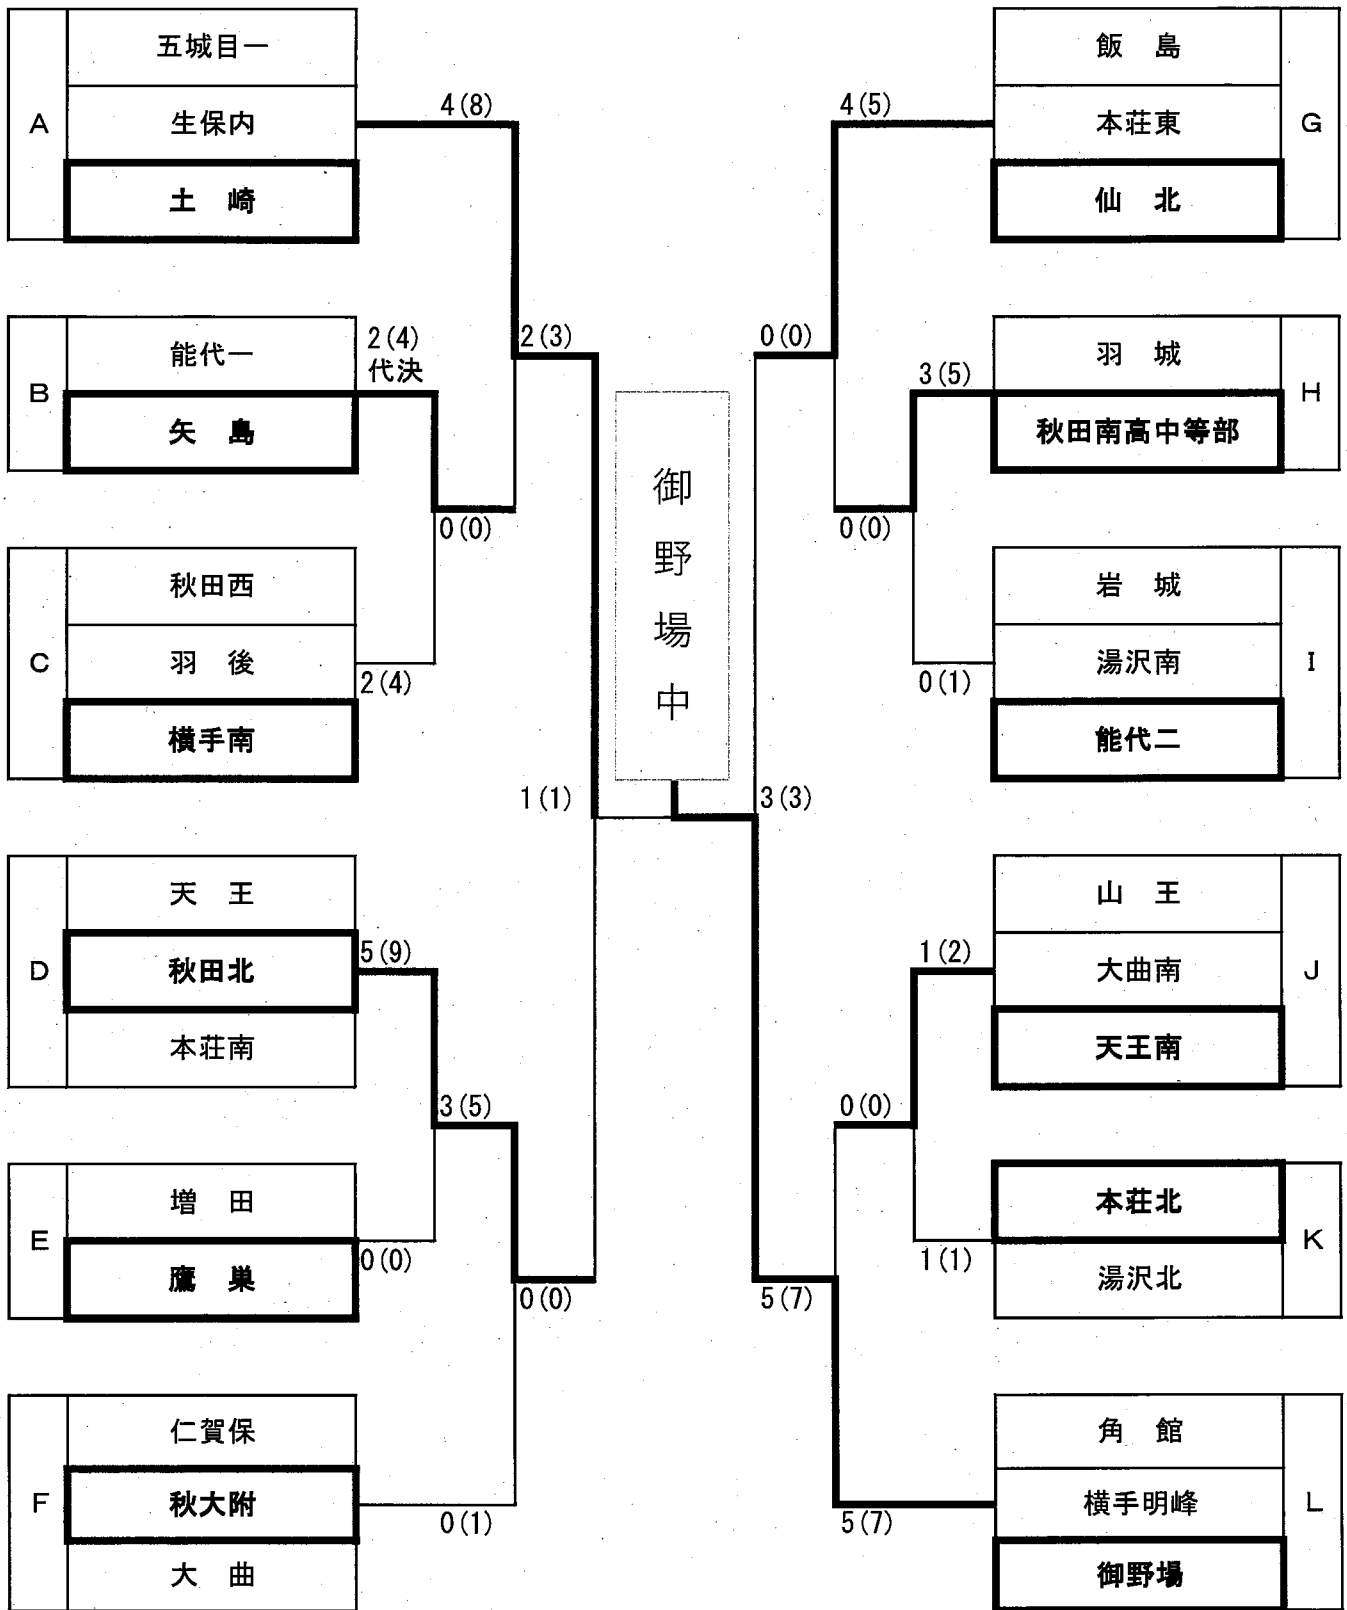 A
五城目一
生保内
土　崎
4(8)
B
能代一
矢　島
2(4)
代決
2(3)
0(0)
C
秋田西
羽　後
横手南
2(4)
1(1)
D
天　王
秋田北
本荘南
5(9)
3(5)
E
増　田
鷹　巣
0(0)
0(0)
F
仁賀保
秋大附
大　曲
0(1)
御野場中
G
飯　島
本荘東
仙　北
4(5)
0(0)
H
羽　城
秋田南高中等部
3(5)
0(0)
I
岩　城
湯沢南
能代二
0(1)
3(3)
J
山　王
大曲南
天王南
1(2)
0(0)
K
本荘北
湯沢北
1(1)
5(7)
L
角　館
横手明峰
御野場
5(7)